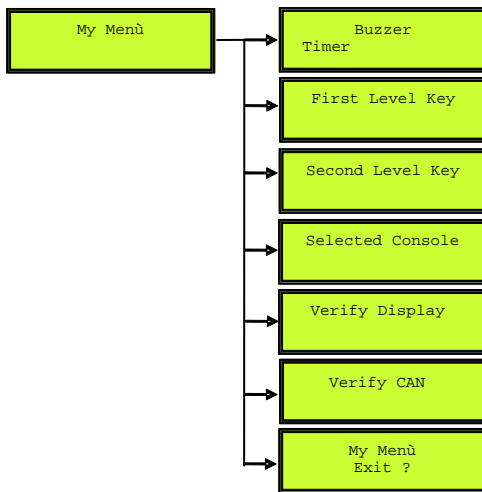 My Menù
Buzzer
Timer
First Level Key
Second Level Key
Selected Console
Verify Display
Verify CAN
My Menù
Exit ?